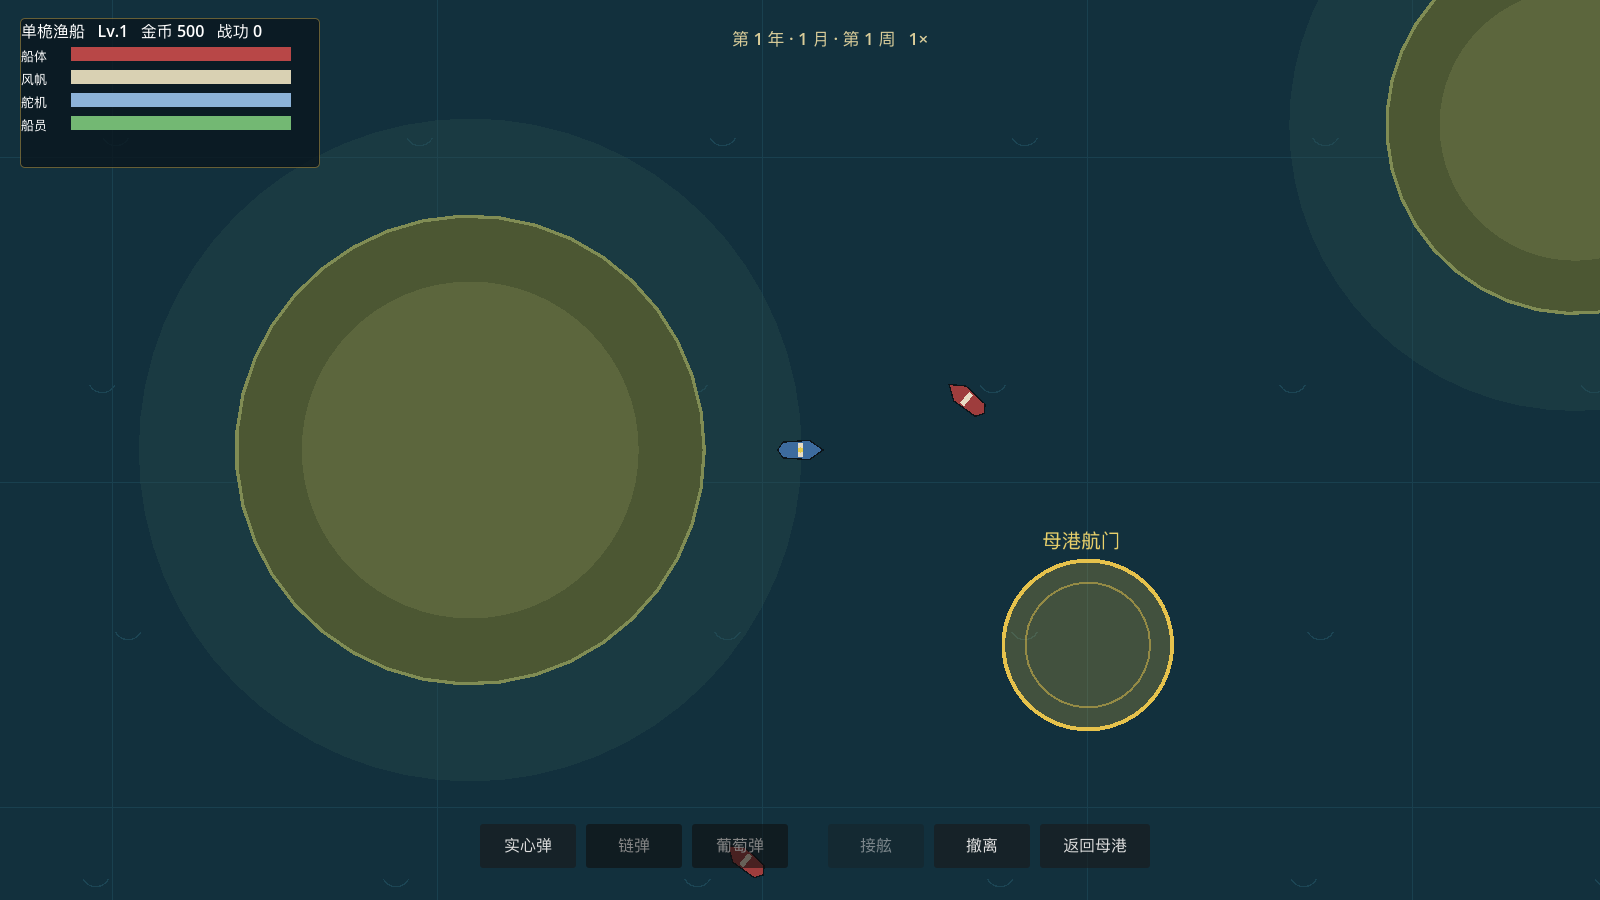 单桅渔船 Lv.1 金币 500 战功 0
船体
风帆
舵机
船员
第 1 年 · 1 月 · 第 1 周 1×
母港航门
实心弹 链弹 葡萄弹 接舷 撤离 返回母港